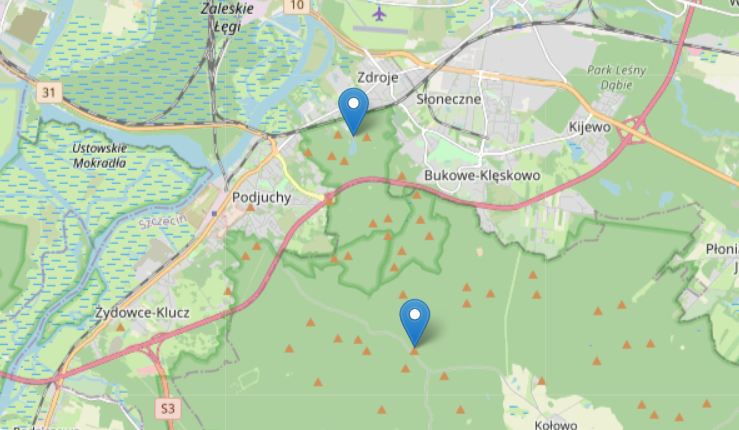 Zaleskie
Łęgi
10
Zdroje
Park Leśny
Dąbie
31
Słoneczne
Kijewo
Ustowskie
Mokradła
Bukowe-Klęskowo
Podjuchy
Szczecin
Żydowce-Klucz
S3
Kołowo